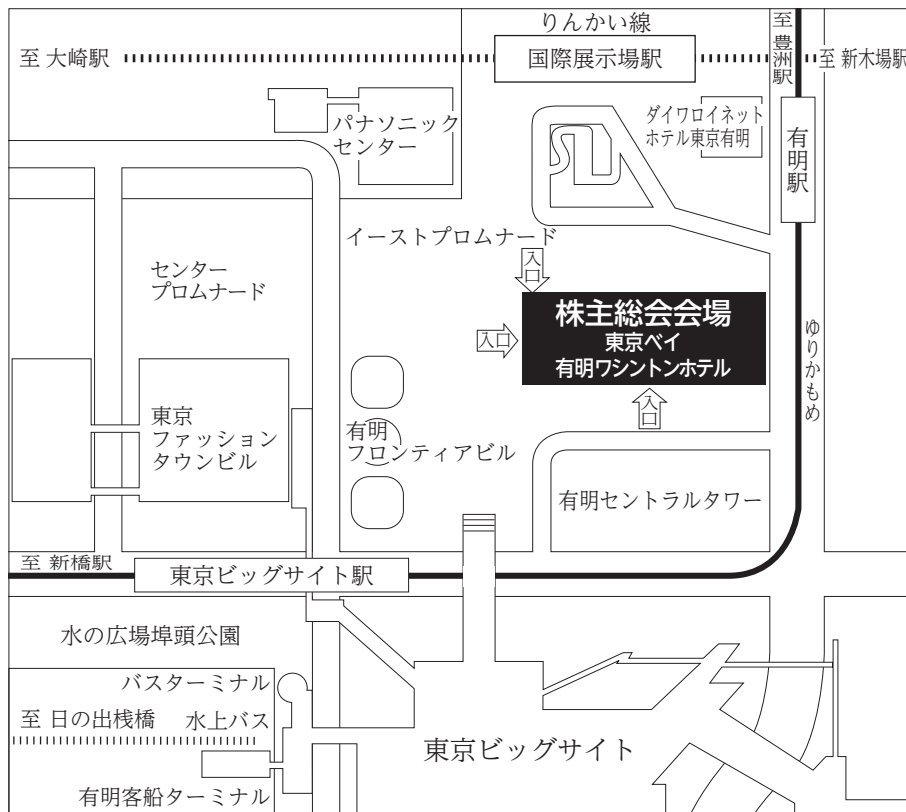 りんかい線
至 大崎駅
国際展示場駅
至 豊洲駅
至 新木場駅
パナソニック
センター
ダイワロイネット
ホテル東京有明
有明駅
イーストプロムナード
センター
プロムナード
入口
株主総会会場
東京ベイ
有明ワシントンホテル
入口
ゆりかもめ
入口
東京
ファッション
タウンビル
有明
フロンティアビル
有明セントラルタワー
至 新橋駅
東京ビッグサイト駅
水の広場埠頭公園
バスターミナル
至 日の出桟橋
水上バス
東京ビッグサイト
有明客船ターミナル